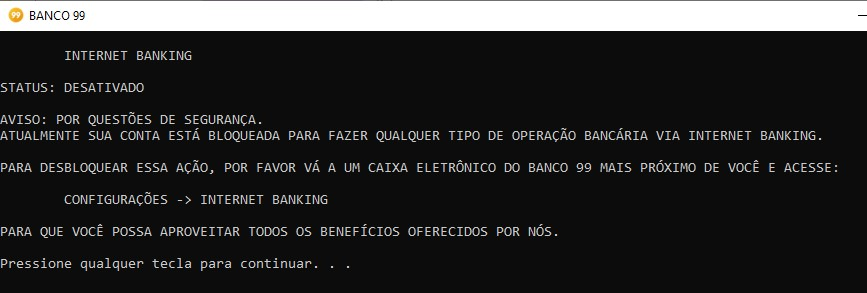 99 BANCO 99
INTERNET BANKING
STATUS: DESATIVADO
AVISO: POR QUESTÕES DE SEGURANÇA.
ATUALMENTE SUA CONTA ESTÁ BLOQUEADA PARA FAZER QUALQUER TIPO DE OPERAÇÃO BANCÁRIA VIA INTERNET BANKING.
PARA DESBLOQUEAR ESSA AÇÃO, POR FAVOR VÁ A UM CAIXA ELETRÔNICO DO BANCO 99 MAIS PRÓXIMO DE VOCÊ E ACESSE:
CONFIGURAÇÕES -> INTERNET BANKING
PARA QUE VOCÊ POSSA APROVEITAR TODOS OS BENEFÍCIOS OFERECIDOS POR NÓS.
Pressione qualquer tecla para continuar. . .